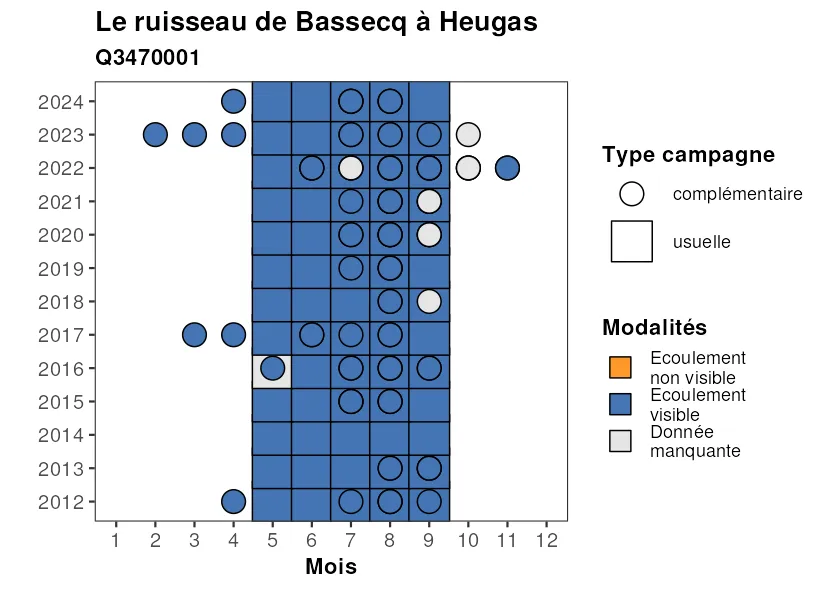 Le ruisseau de Bassecq à Heugas
Q3470001
2024
2023
2022
2021
2020
2019
2018
2017
2016
2015
2014
2013
2012
1 2 3 4 5 6 7 8 9 10 11 12
Mois
Type campagne
complémentaire
usuelle
Modalités
Ecoulement
non visible
Ecoulement
visible
Donnée
manquante